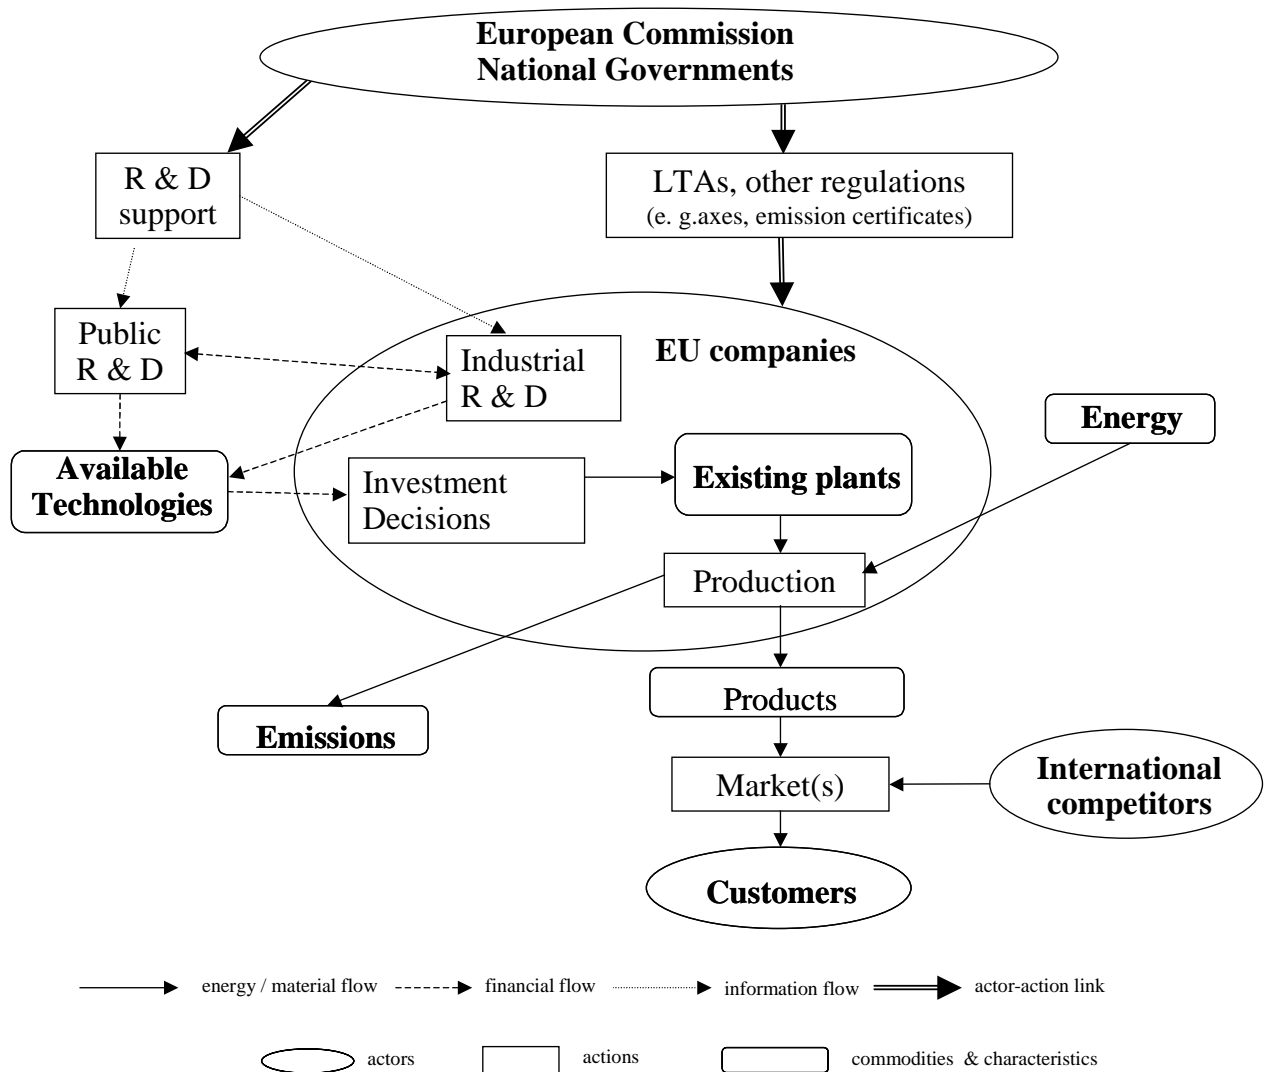 European Commission
National Governments
R & D
support
LTAs, other regulations
(e. g.axes, emission certificates)
Public
R & D
Industrial
R & D
EU companies
Energy
Available
Technologies
Investment
Decisions
Existing plants
Production
Products
Emissions
Market(s)
International
competitors
Customers
energy / material flow
financial flow
information flow
actor-action link
actors
actions
commodities & characteristics